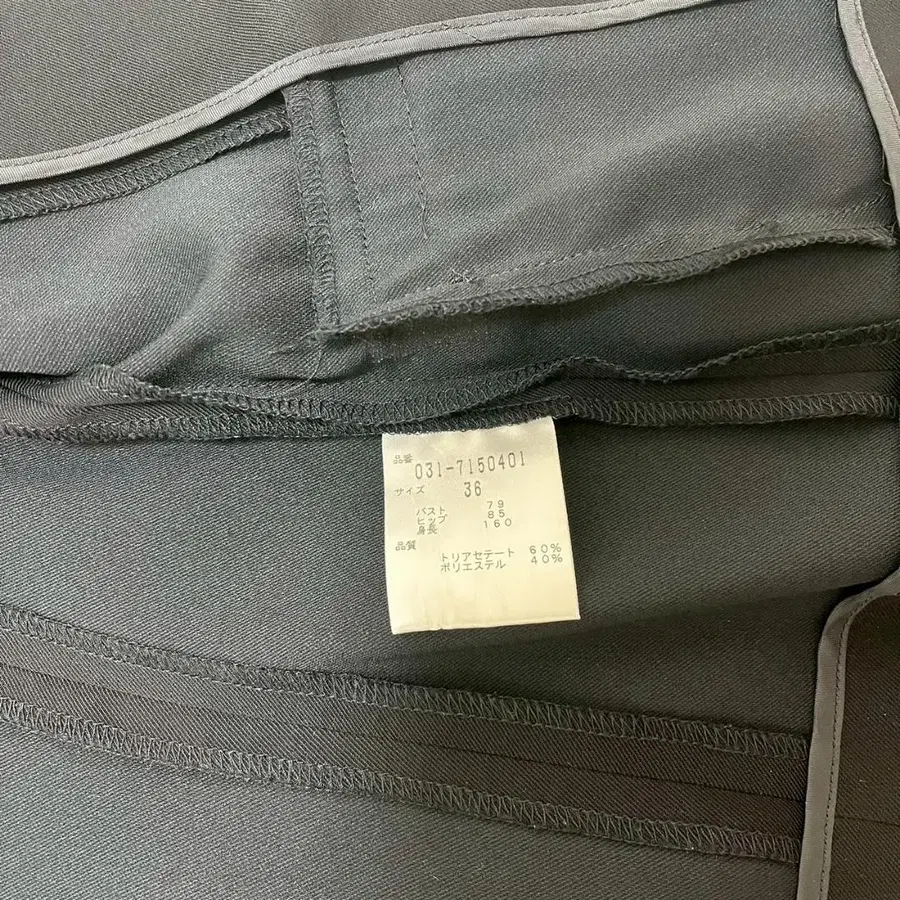 品番 031-7150401
サイズ 36
バスト 79
ヒップ 85
身長 160
品質
トリアセテート 60%
ポリエステル 40%